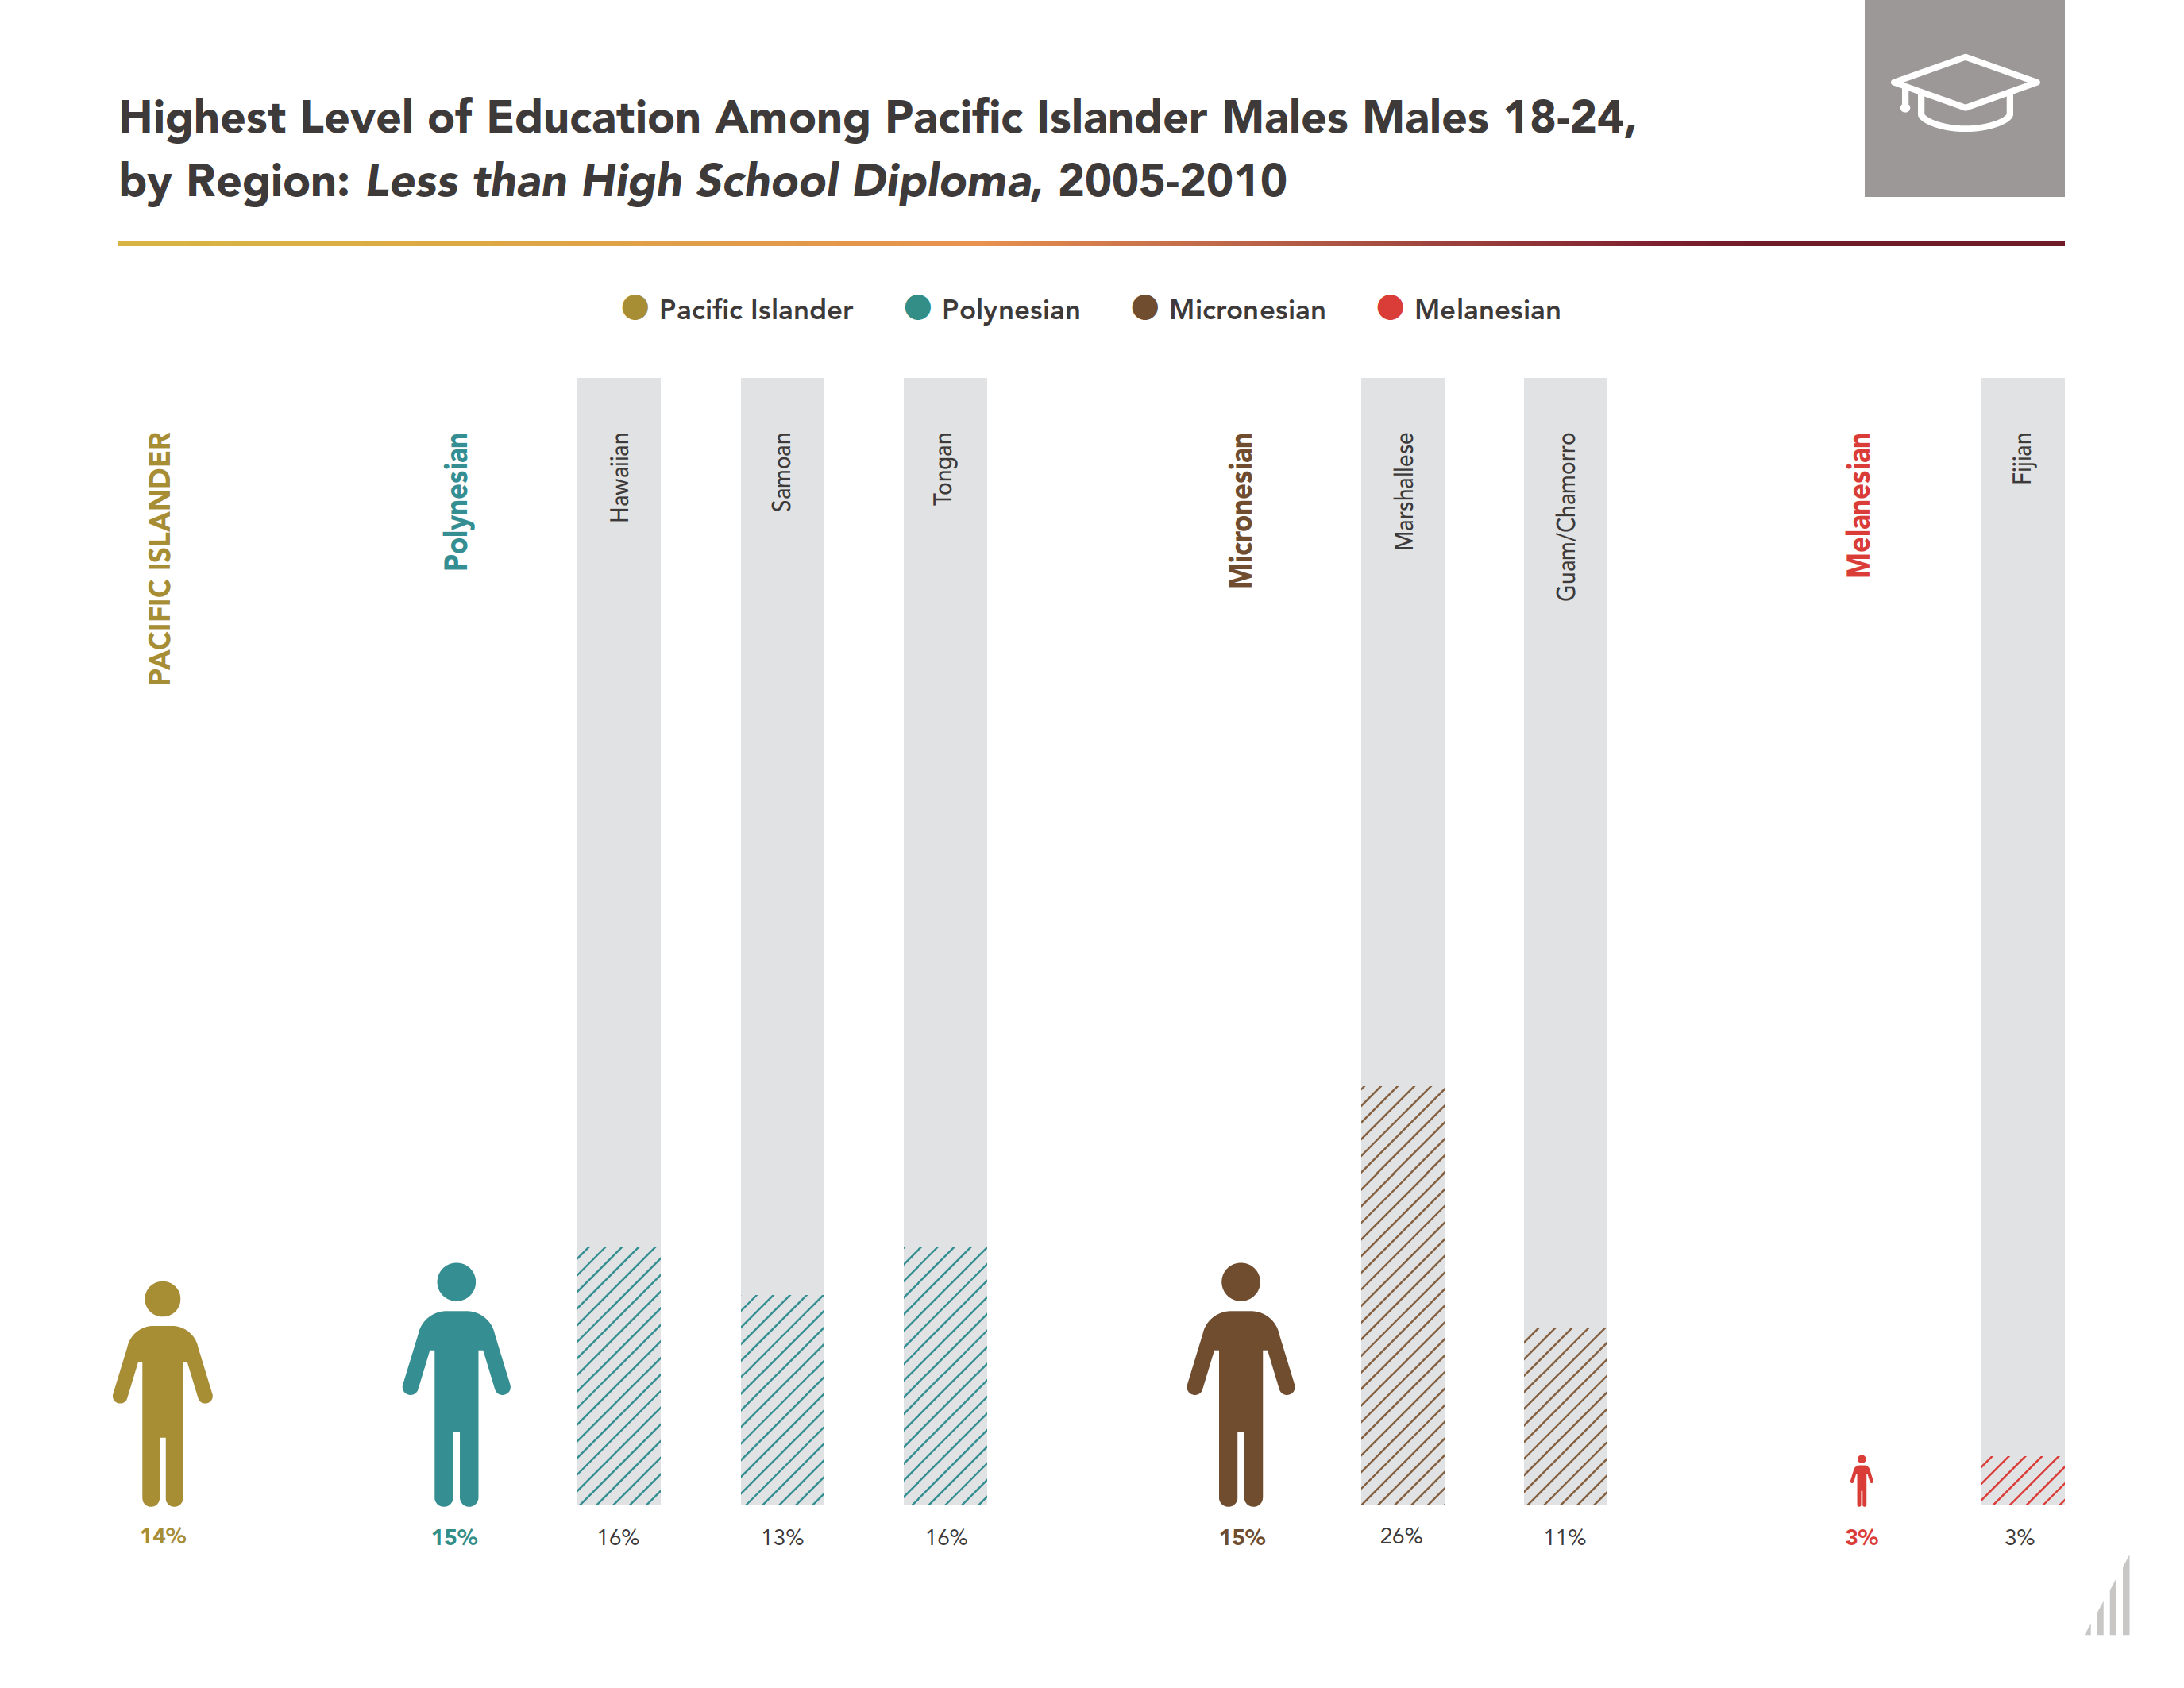 Highest Level of Education Among Pacific Islander Males Males 18-24,
by Region: Less than High School Diploma, 2005-2010
Pacific Islander
Polynesian
Micronesian
Melanesian
PACIFIC ISLANDER
Polynesian
Hawaiian
Samoan
Tongan
Micronesian
Marshallese
Guam/Chamorro
Melanesian
Fijian
14%
15%
16%
13%
16%
15%
26%
11%
3%
3%